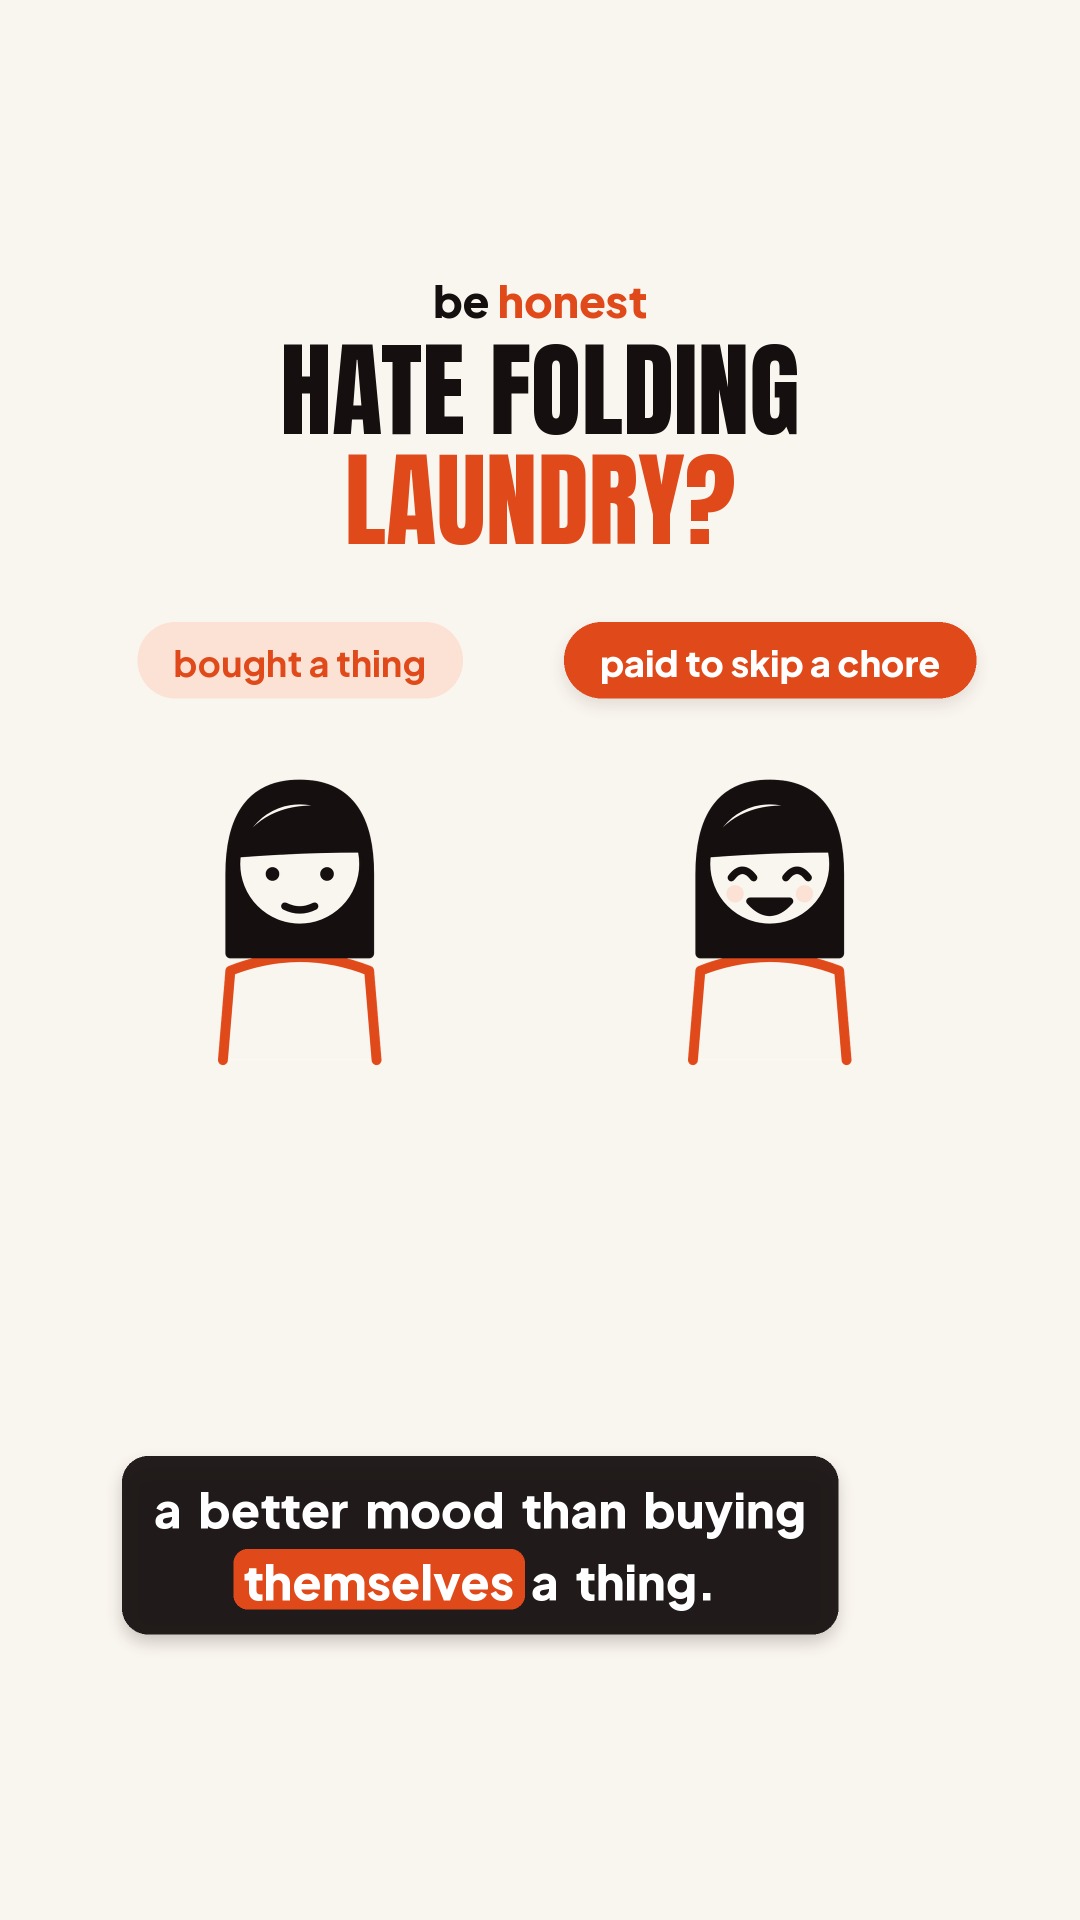 be honest
HATE FOLDING
LAUNDRY?
bought a thing
paid to skip a chore
a better mood than buying
themselves a thing.